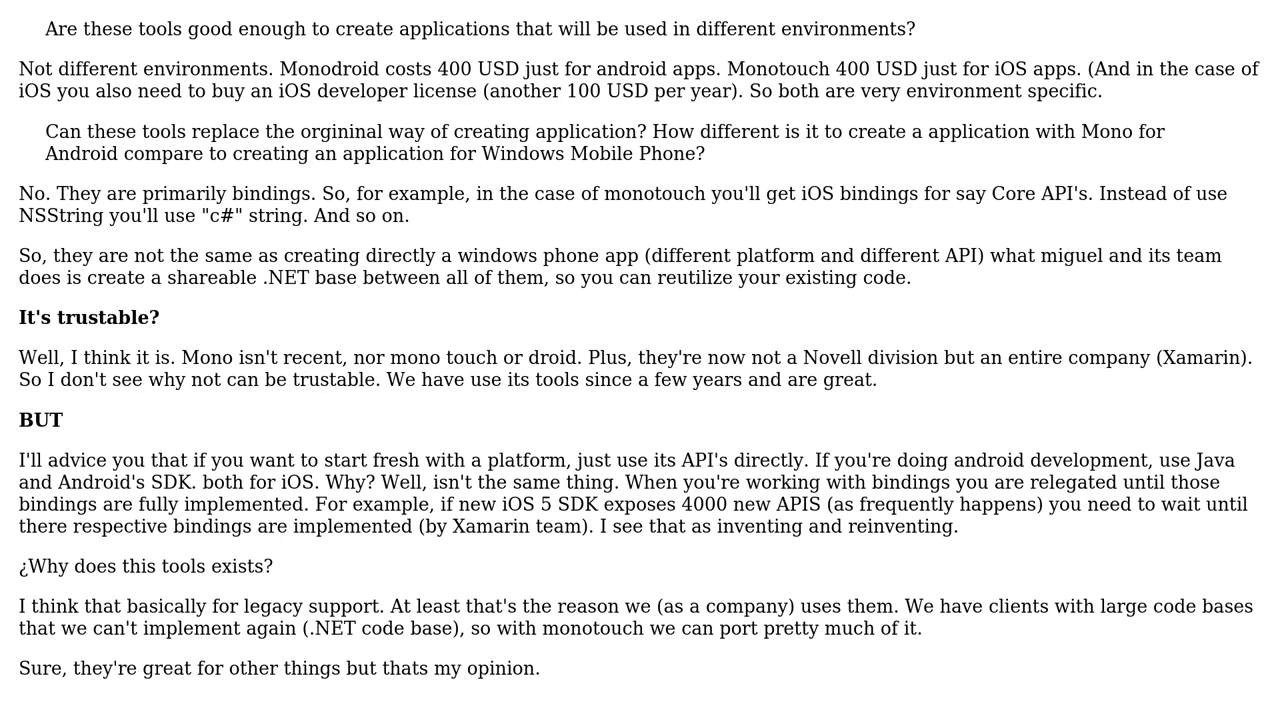 Are these tools good enough to create applications that will be used in different environments?
Not different environments. Monodroid costs 400 USD just for android apps. Monotouch 400 USD just for iOS apps. (And in the case of
iOS you also need to buy an iOS developer license (another 100 USD per year). So both are very environment specific.
Can these tools replace the orgininal way of creating application? How different is it to create a application with Mono for
Android compare to creating an application for Windows Mobile Phone?
No. They are primarily bindings. So, for example, in the case of monotouch you'll get iOS bindings for say Core API's. Instead of use
NSString you'll use "c#" string. And so on.
So, they are not the same as creating directly a windows phone app (different platform and different API) what miguel and its team
does is create a shareable .NET base between all of them, so you can reutilize your existing code.
It's trustable?
Well, I think it is. Mono isn't recent, nor mono touch or droid. Plus, they're now not a Novell division but an entire company (Xamarin).
So I don't see why not can be trustable. We have use its tools since a few years and are great.
BUT
I'll advice you that if you want to start fresh with a platform, just use its API's directly. If you're doing android development, use Java
and Android's SDK. both for iOS. Why? Well, isn't the same thing. When you're working with bindings you are relegated until those
bindings are fully implemented. For example, if new iOS 5 SDK exposes 4000 new APIS (as frequently happens) you need to wait until
there respective bindings are implemented (by Xamarin team). I see that as inventing and reinventing.
¿Why does this tools exists?
I think that basically for legacy support. At least that's the reason we (as a company) uses them. We have clients with large code bases
that we can't implement again (.NET code base), so with monotouch we can port pretty much of it.
Sure, they're great for other things but thats my opinion.